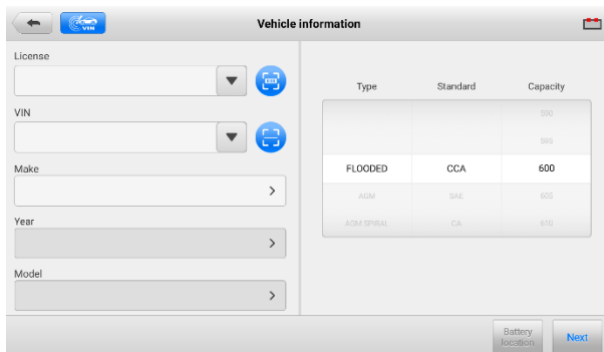 VIN
Vehicle information
License
VIN
Make
Year
Model
Type Standard Capacity
590
595
FLOODED CCA 600
AGM SAE 605
AGM SPIRAL CA 610
Battery
location
Next